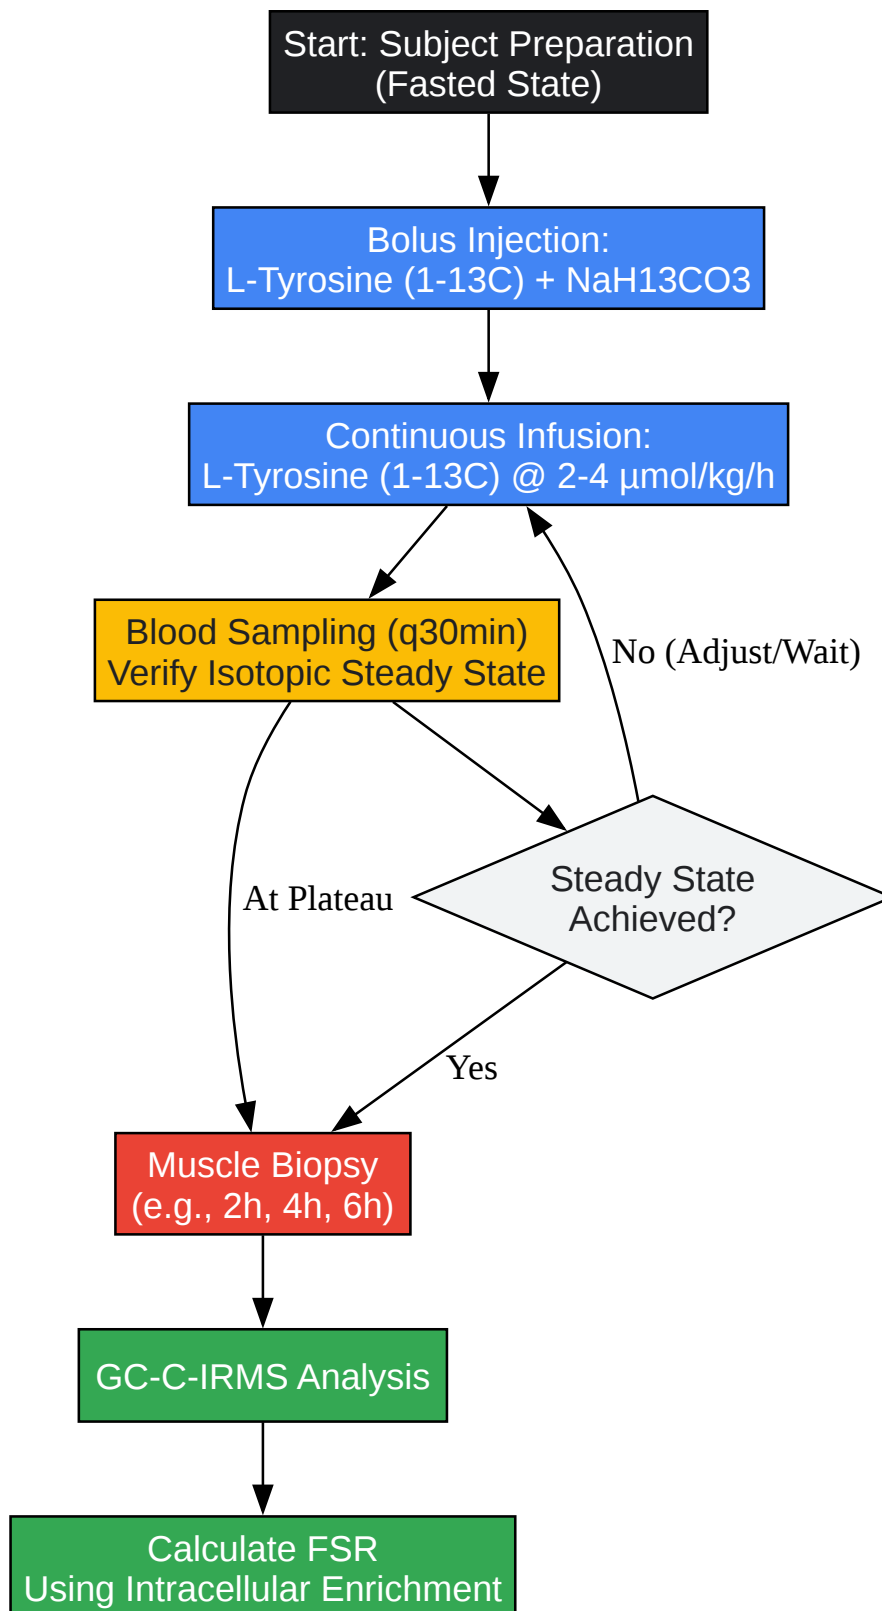 Start: Subject Preparation
(Fasted State)
Bolus Injection:
L-Tyrosine (1-13C) + NaH13CO3
Continuous Infusion:
L-Tyrosine (1-13C) @ 2-4 µmol/kg/h
Blood Sampling (q30min)
Verify Isotopic Steady State
No (Adjust/Wait)
Steady State
Achieved?
At Plateau
Yes
Muscle Biopsy
(e.g., 2h, 4h, 6h)
GC-C-IRMS Analysis
Calculate FSR
Using Intracellular Enrichment